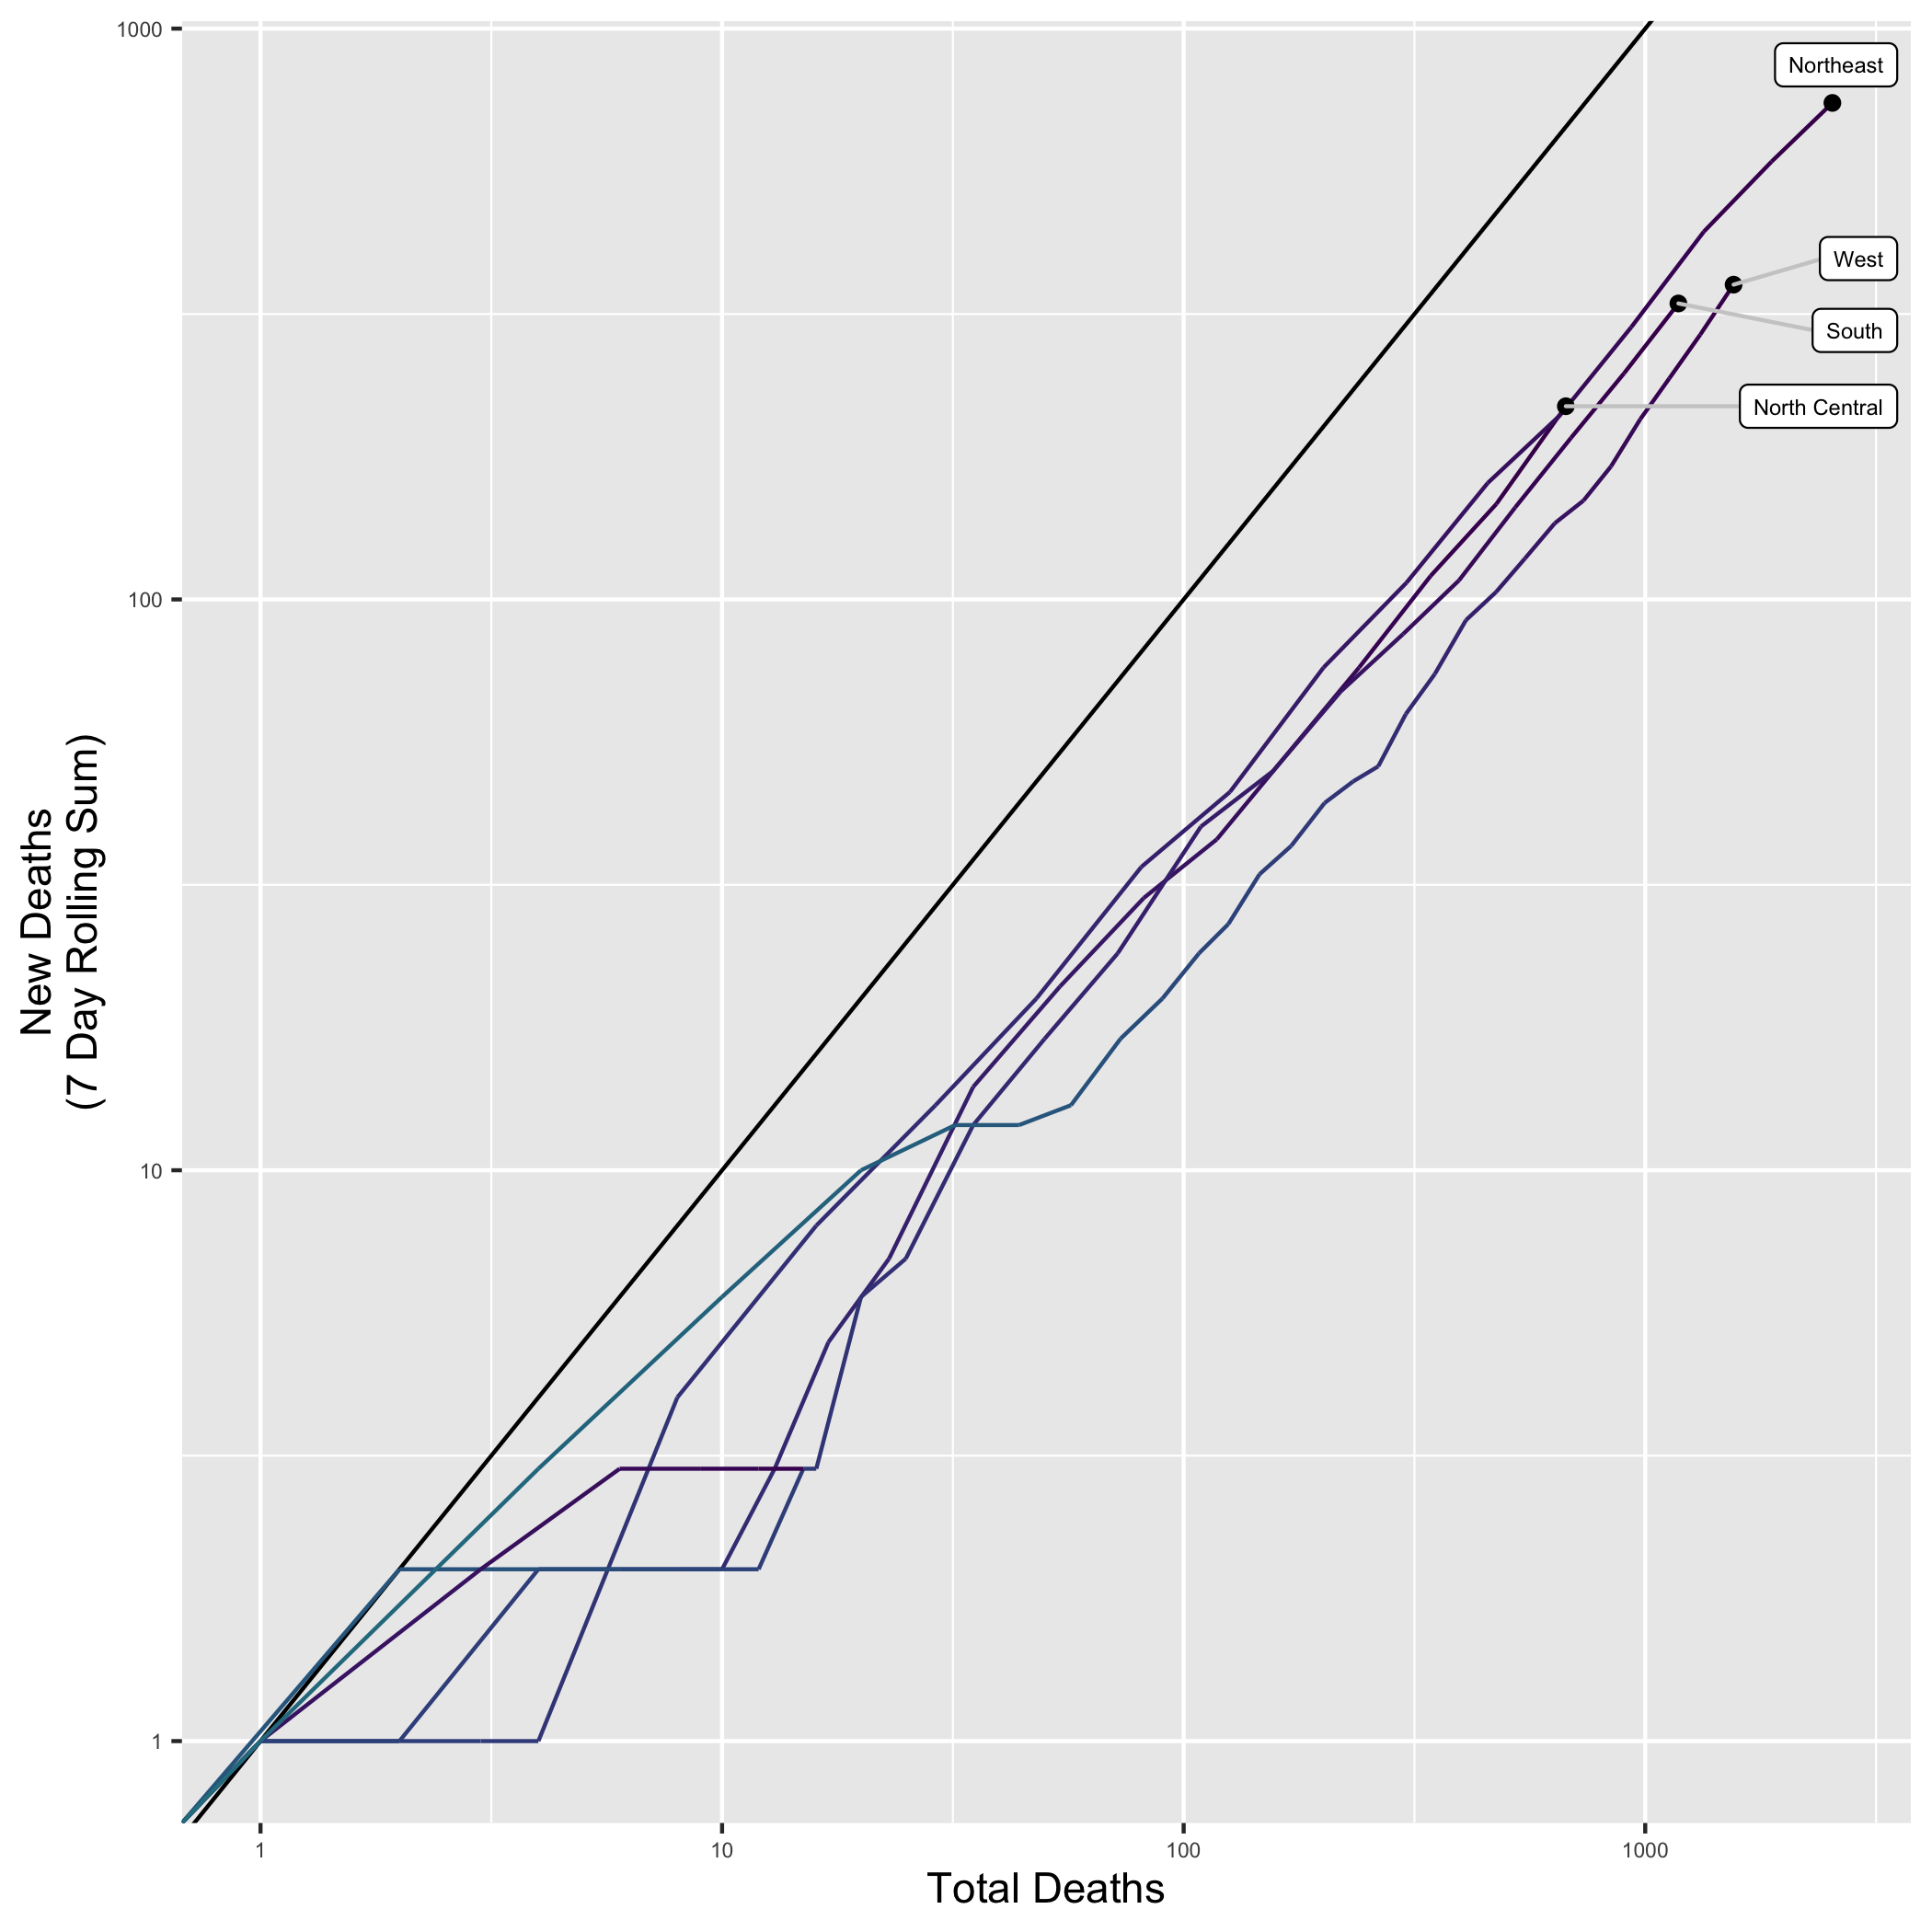 1000
Northeast
West
South
North Central
100
10
1
New Deaths
(7 Day Rolling Sum)
1
10
100
1000
Total Deaths